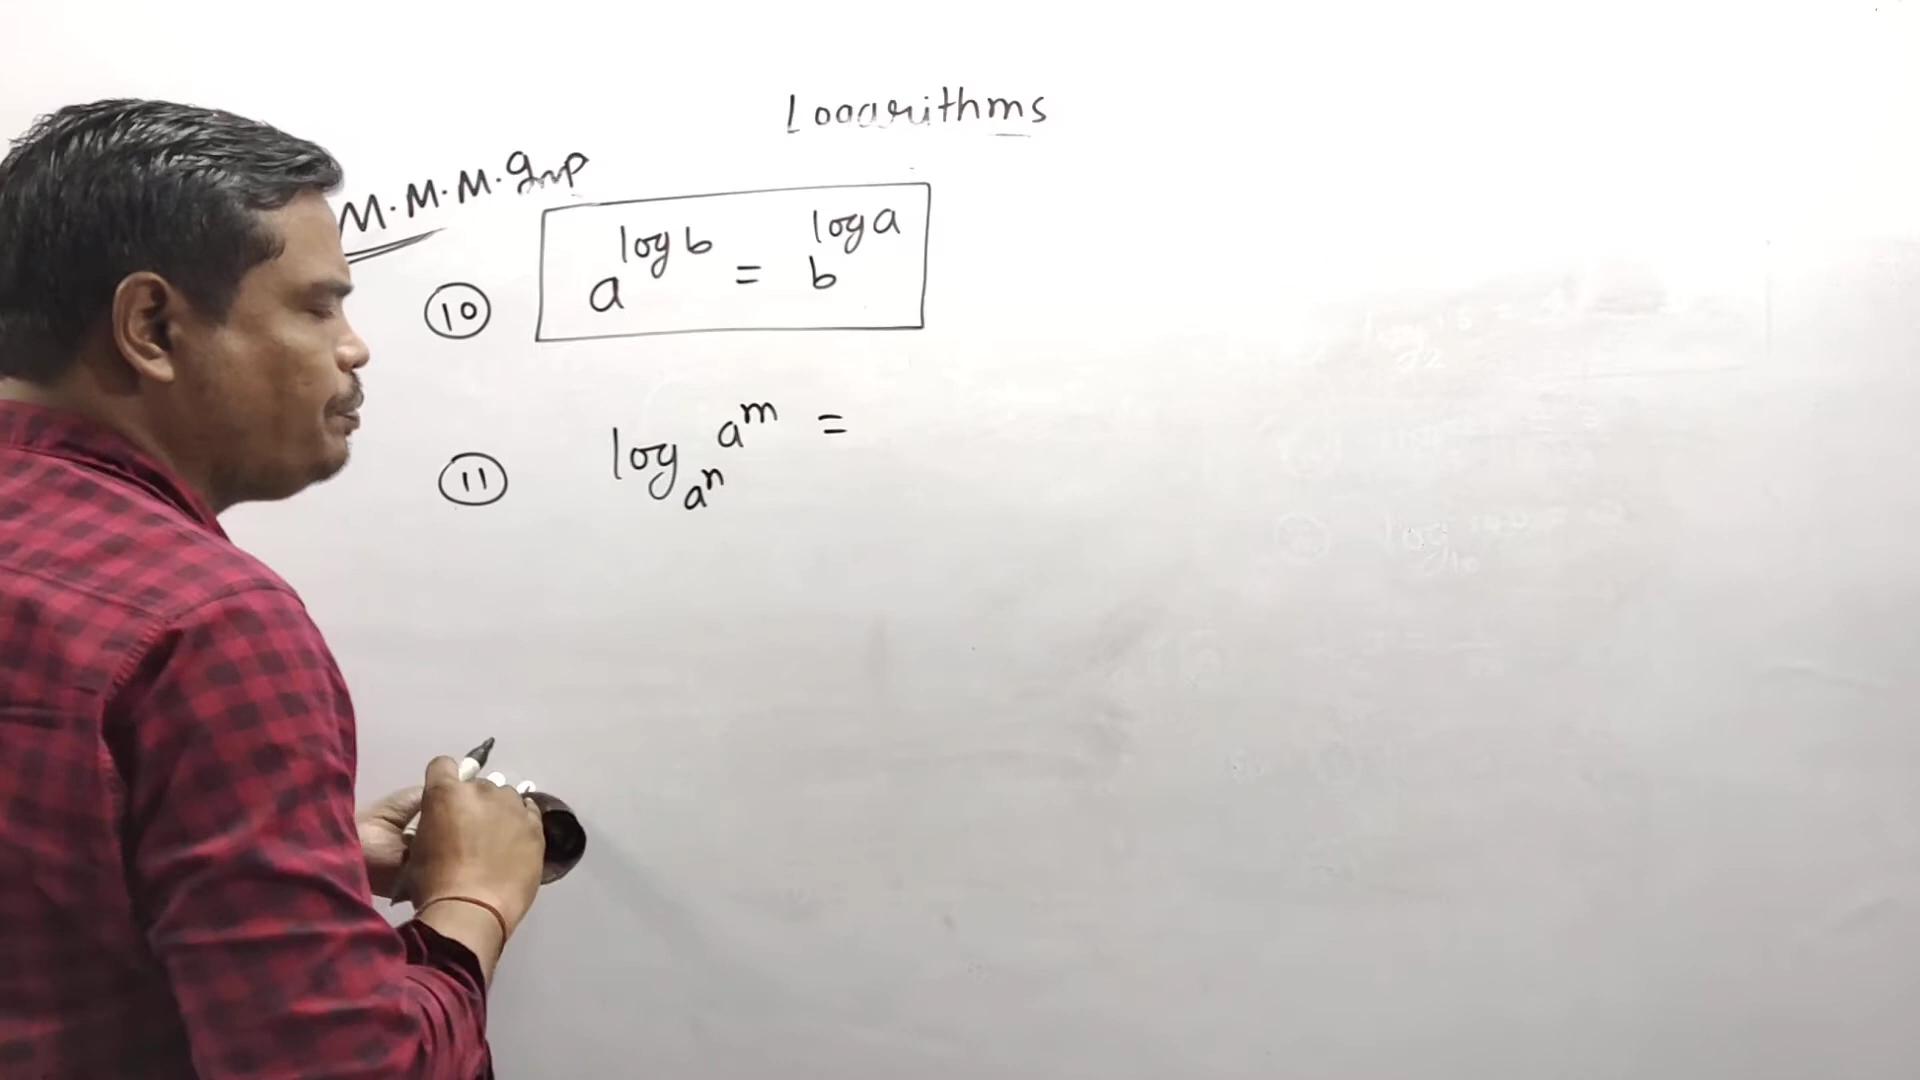 Logarithms
M.M.M.Imp
10 a^{log b} = b^{log a}
11 log_{a^n} a^m =